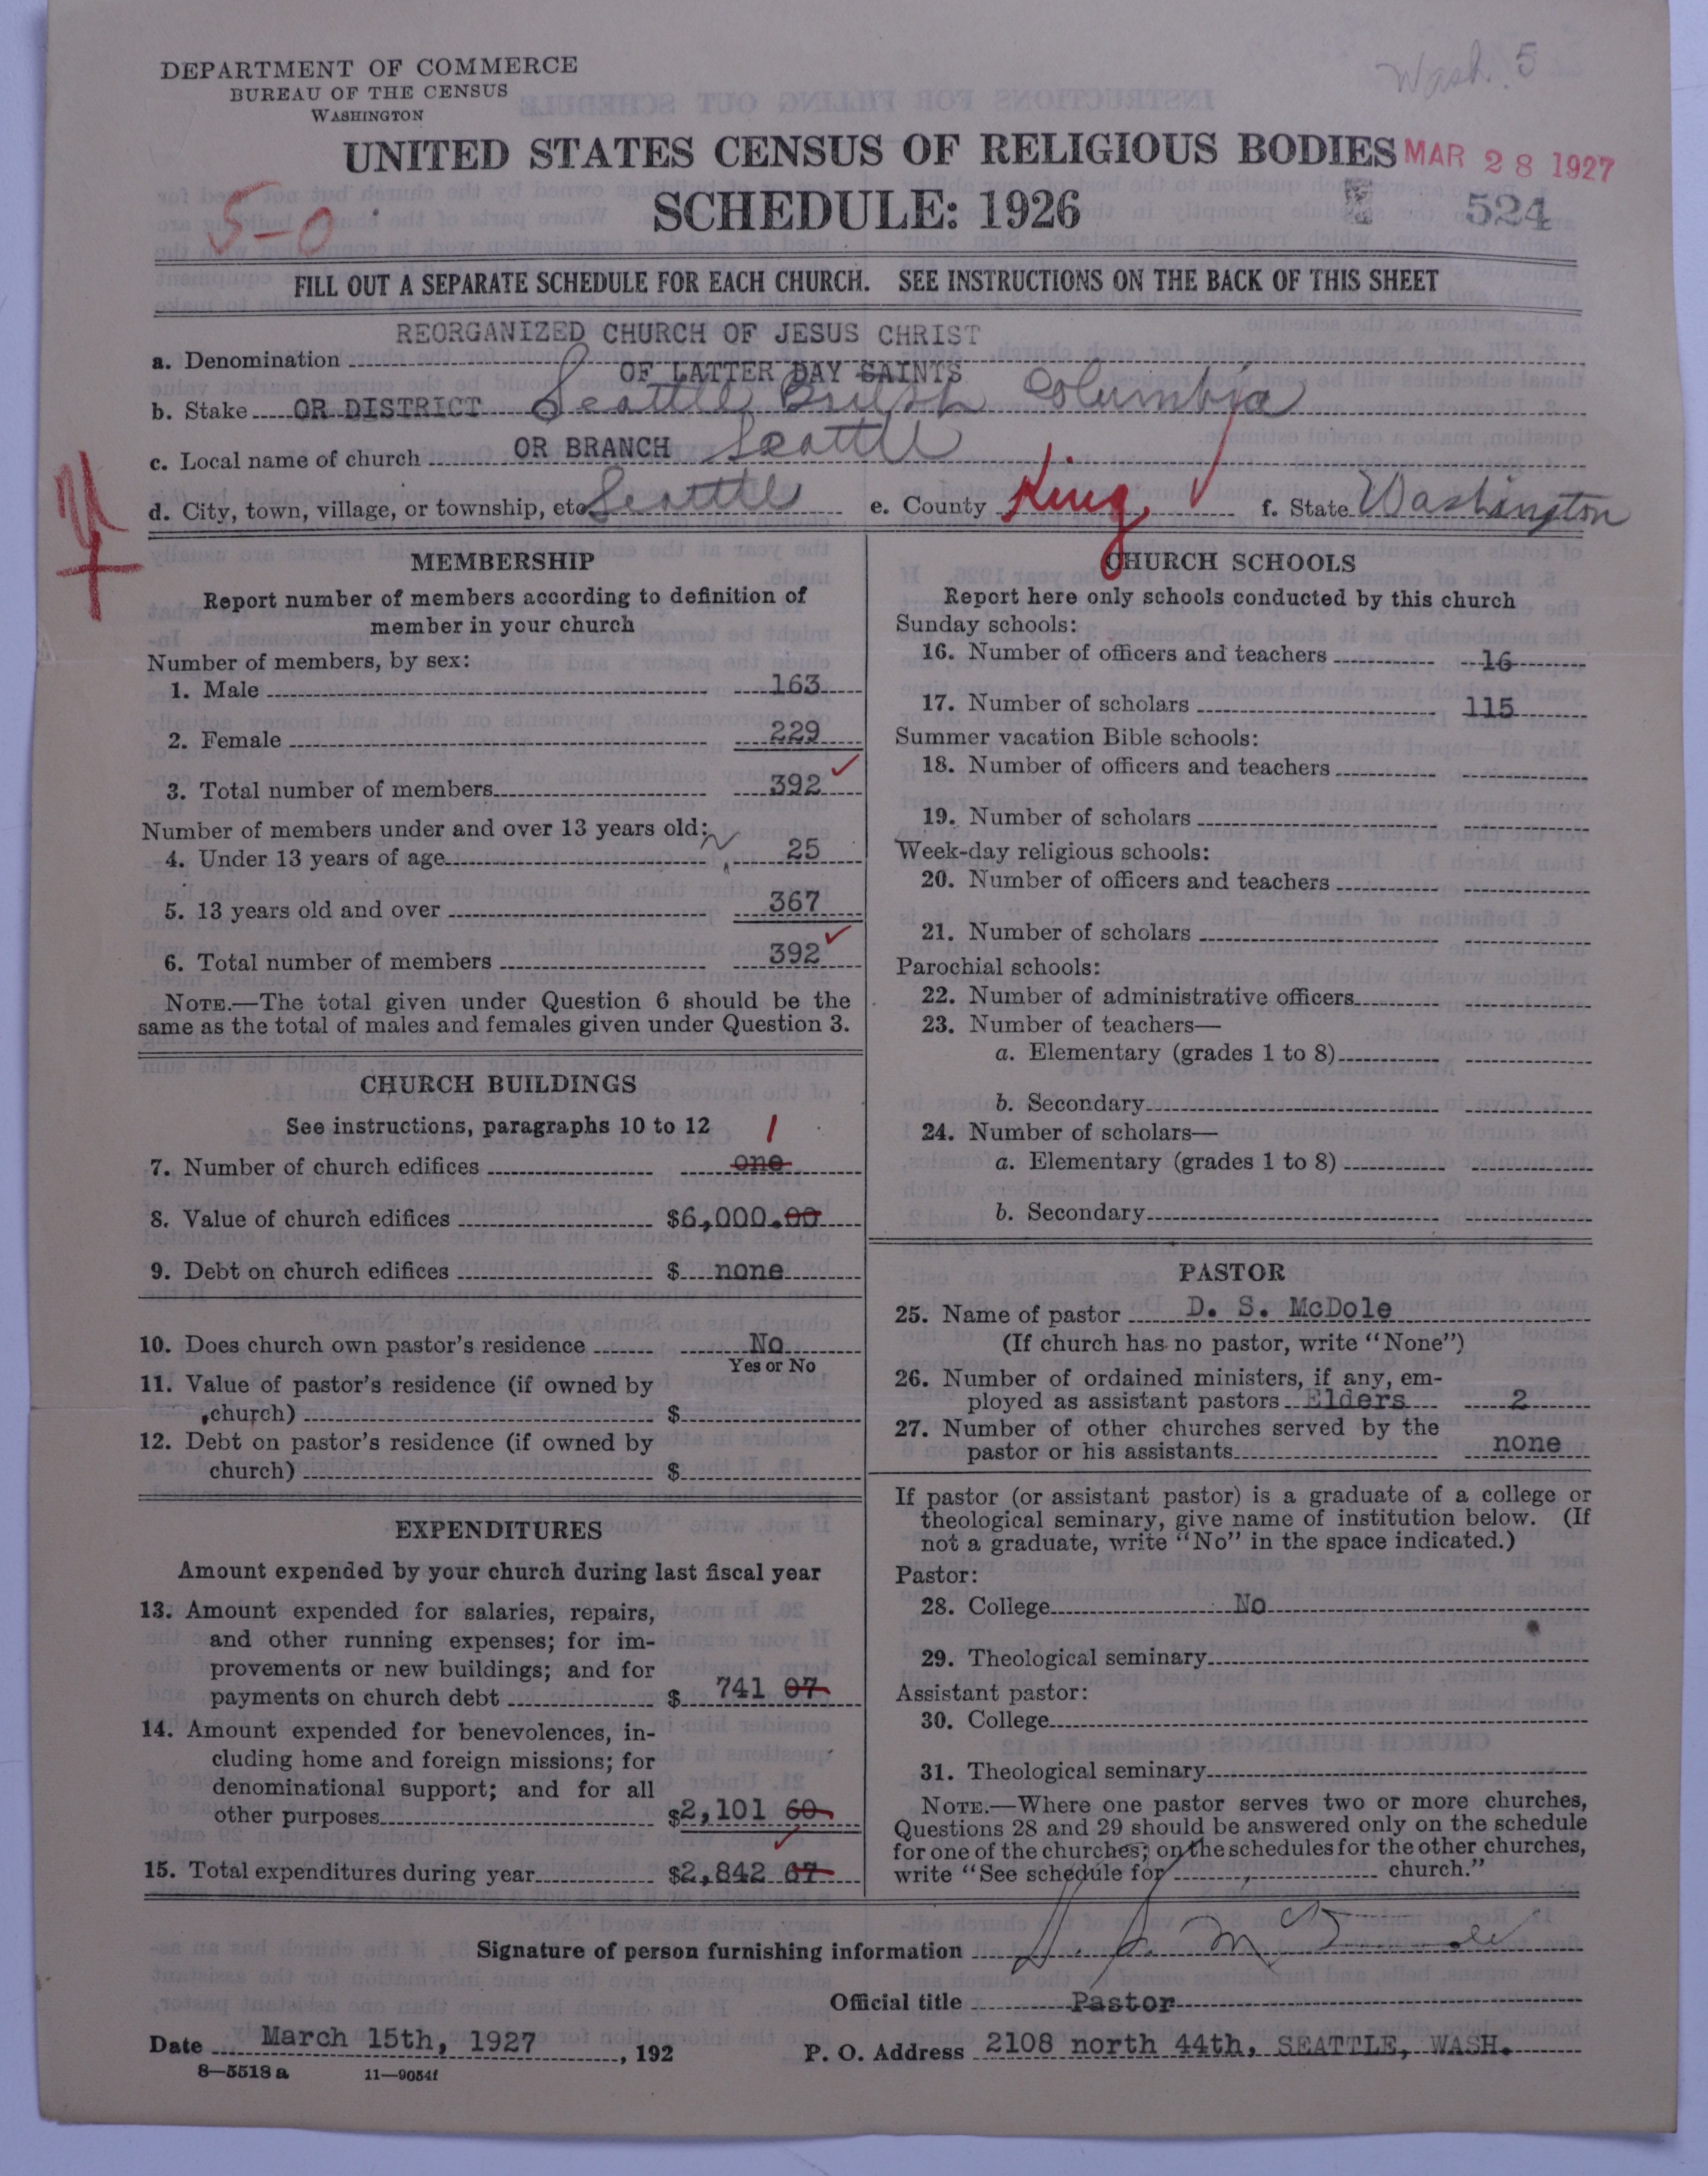 Wash. 5
DEPARTMENT OF COMMERCE
BUREAU OF THE CENSUS
WASHINGTON
UNITED STATES CENSUS OF RELIGIOUS BODIES
MAR 28 1927
SCHEDULE: 1926
524
5-0
FILL OUT A SEPARATE SCHEDULE FOR EACH CHURCH. SEE INSTRUCTIONS ON THE BACK OF THIS SHEET
REORGANIZED CHURCH OF JESUS CHRIST
a. Denomination
OF LATTER DAY SAINTS
b. Stake OR DISTRICT Seattle British Columbia
c. Local name of church OR BRANCH Seattle
d. City, town, village, or township, etc. Seattle e. County King f. State Washington
MEMBERSHIP
Report number of members according to definition of
member in your church
Number of members, by sex:
1. Male 163
2. Female 229
3. Total number of members 392
Number of members under and over 13 years old:
4. Under 13 years of age 25
5. 13 years old and over 367
6. Total number of members 392
NOTE.—The total given under Question 6 should be the
same as the total of males and females given under Question 3.
CHURCH BUILDINGS
See instructions, paragraphs 10 to 12
1
7. Number of church edifices one
8. Value of church edifices $6,000.00
9. Debt on church edifices $ none
10. Does church own pastor's residence No
Yes or No
11. Value of pastor's residence (if owned by
church) $
12. Debt on pastor's residence (if owned by
church) $
EXPENDITURES
Amount expended by your church during last fiscal year
13. Amount expended for salaries, repairs,
and other running expenses; for im-
provements or new buildings; and for
payments on church debt $ 741 07
14. Amount expended for benevolences, in-
cluding home and foreign missions; for
denominational support; and for all
other purposes $2,101 60
15. Total expenditures during year $2,842 67
CHURCH SCHOOLS
Report here only schools conducted by this church
Sunday schools:
16. Number of officers and teachers 16
17. Number of scholars 115
Summer vacation Bible schools:
18. Number of officers and teachers
19. Number of scholars
Week-day religious schools:
20. Number of officers and teachers
21. Number of scholars
Parochial schools:
22. Number of administrative officers
23. Number of teachers—
a. Elementary (grades 1 to 8)
b. Secondary
24. Number of scholars—
a. Elementary (grades 1 to 8)
b. Secondary
PASTOR
25. Name of pastor D. S. McDole
(If church has no pastor, write "None")
26. Number of ordained ministers, if any, em-
ployed as assistant pastors Elders 2
27. Number of other churches served by the
pastor or his assistants none
If pastor (or assistant pastor) is a graduate of a college or
theological seminary, give name of institution below. (If
not a graduate, write "No" in the space indicated.)
Pastor:
28. College No
29. Theological seminary
Assistant pastor:
30. College
31. Theological seminary
NOTE.—Where one pastor serves two or more churches,
Questions 28 and 29 should be answered only on the schedule
for one of the churches; on the schedules for the other churches,
write "See schedule for church."
Signature of person furnishing information
Official title Pastor
Date March 15th, 1927, 192
P. O. Address 2108 north 44th, SEATTLE, WASH.
8—5518 a 11—9054f